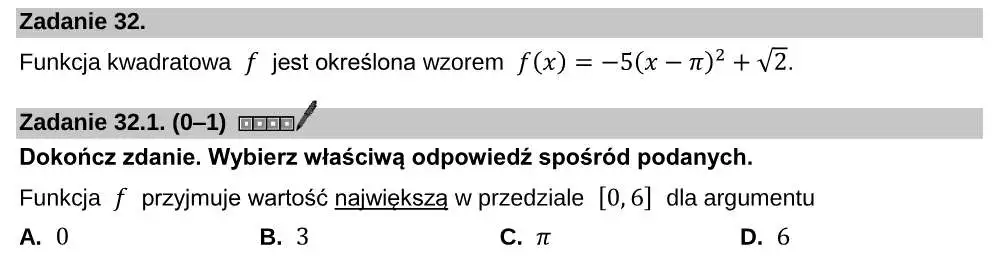 Zadanie 32.
Funkcja kwadratowa f jest określona wzorem f(x) = −5(x − π)² + √2.
Zadanie 32.1. (0–1)
Dokończ zdanie. Wybierz właściwą odpowiedź spośród podanych.
Funkcja f przyjmuje wartość największą w przedziale [0, 6] dla argumentu
A. 0 B. 3 C. π D. 6